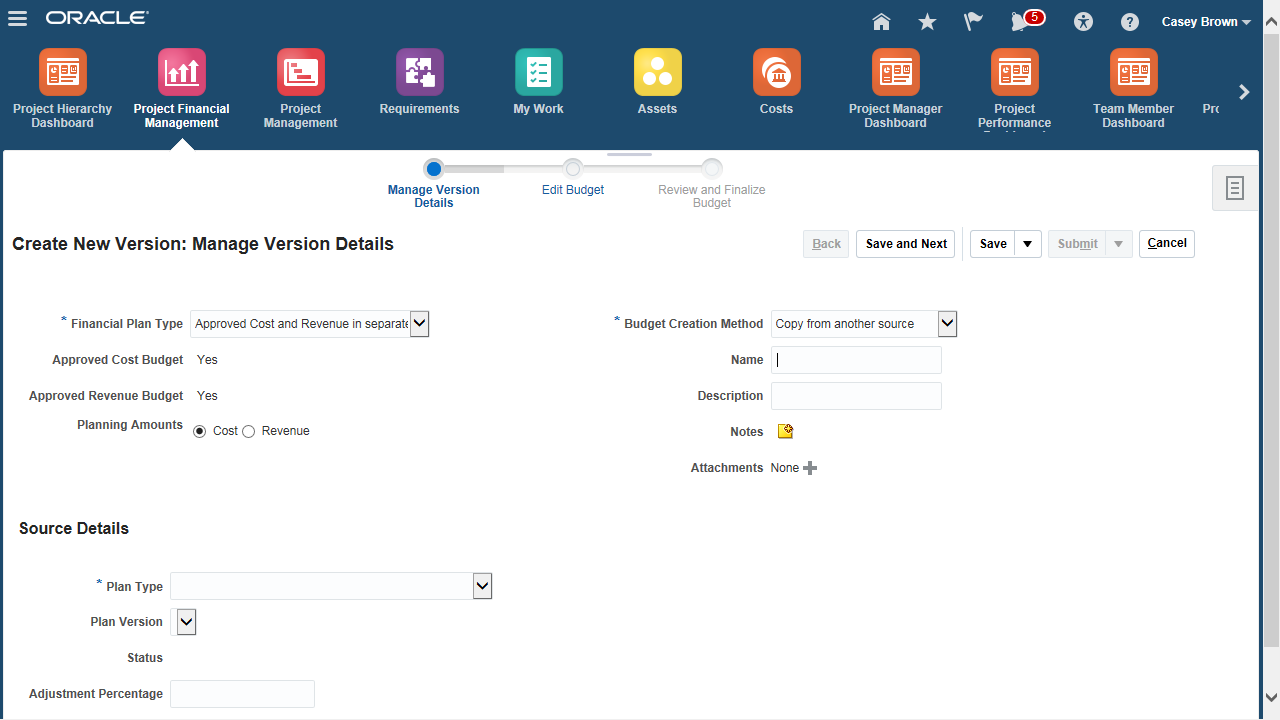 ORACLE
5
Casey Brown
Project Hierarchy
Dashboard
Project Financial
Management
Project
Management
Requirements
My Work
Assets
Costs
Project Manager
Dashboard
Project
Performance
Team Member
Dashboard
Pro
Manage Version
Details
Edit Budget
Review and Finalize
Budget
Create New Version: Manage Version Details
Back
Save and Next
Save
Submit
Cancel
* Financial Plan Type Approved Cost and Revenue in separate
Approved Cost Budget Yes
Approved Revenue Budget Yes
Planning Amounts Cost Revenue
* Budget Creation Method Copy from another source
Name
Description
Notes
Attachments None
Source Details
* Plan Type
Plan Version
Status
Adjustment Percentage